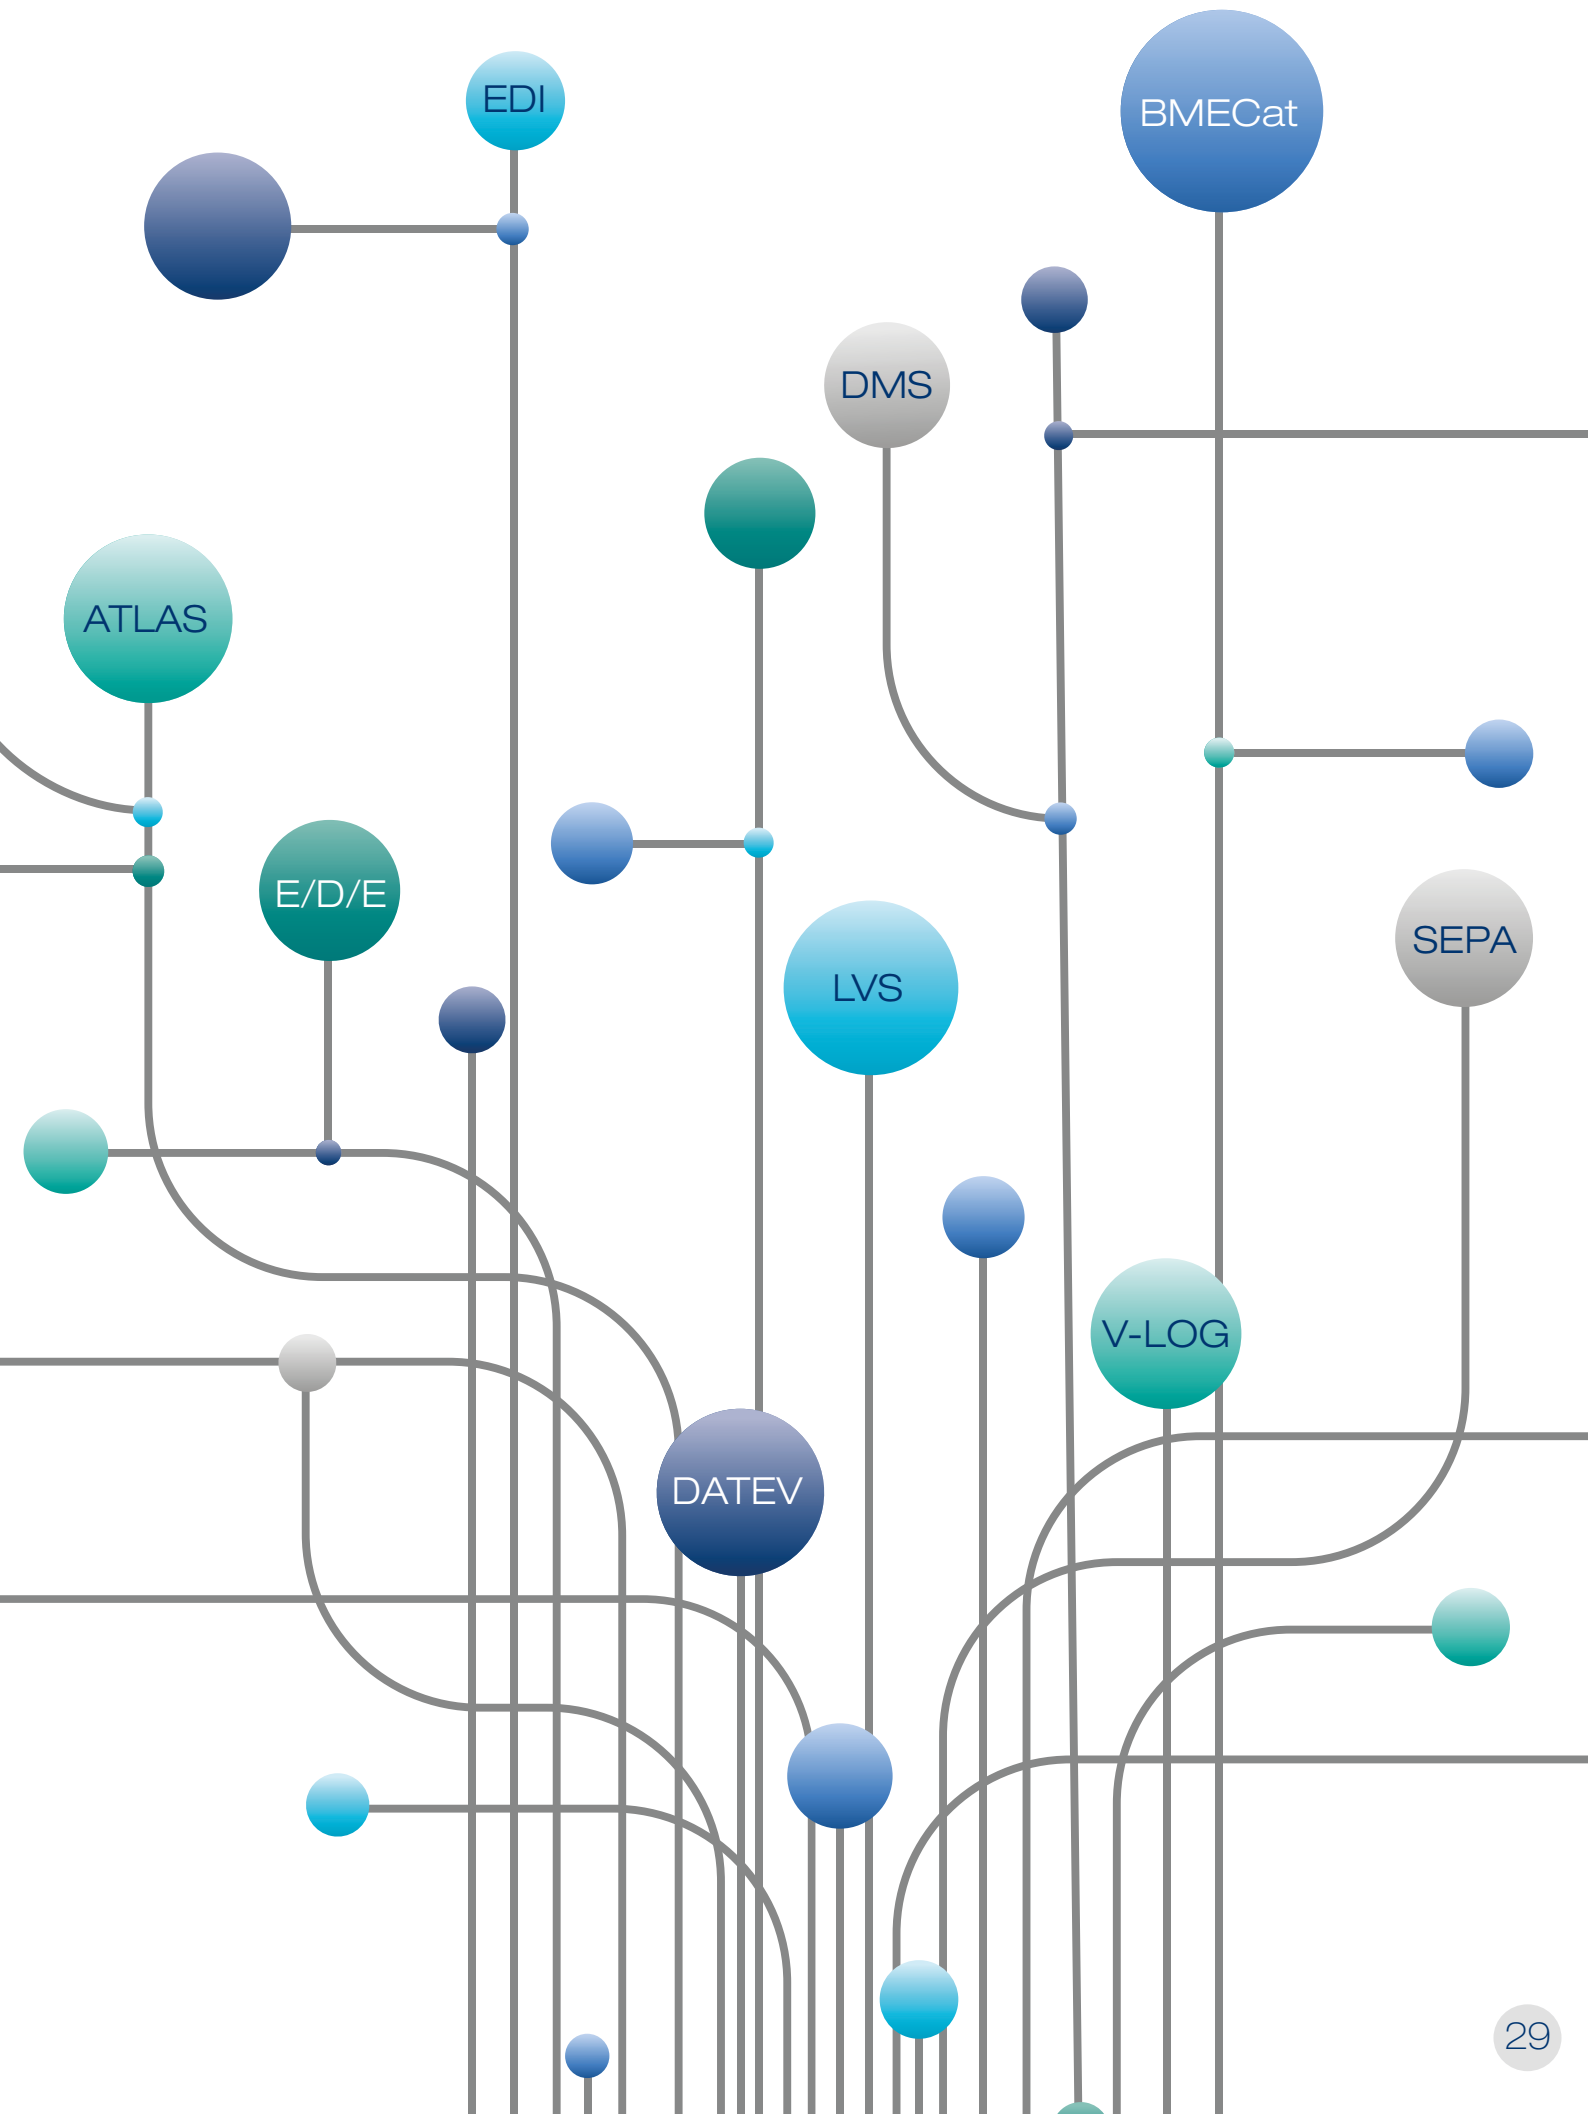 EDI
BMECat
DMS
ATLAS
E/D/E
SEPA
LVS
V-LOG
DATEV
29